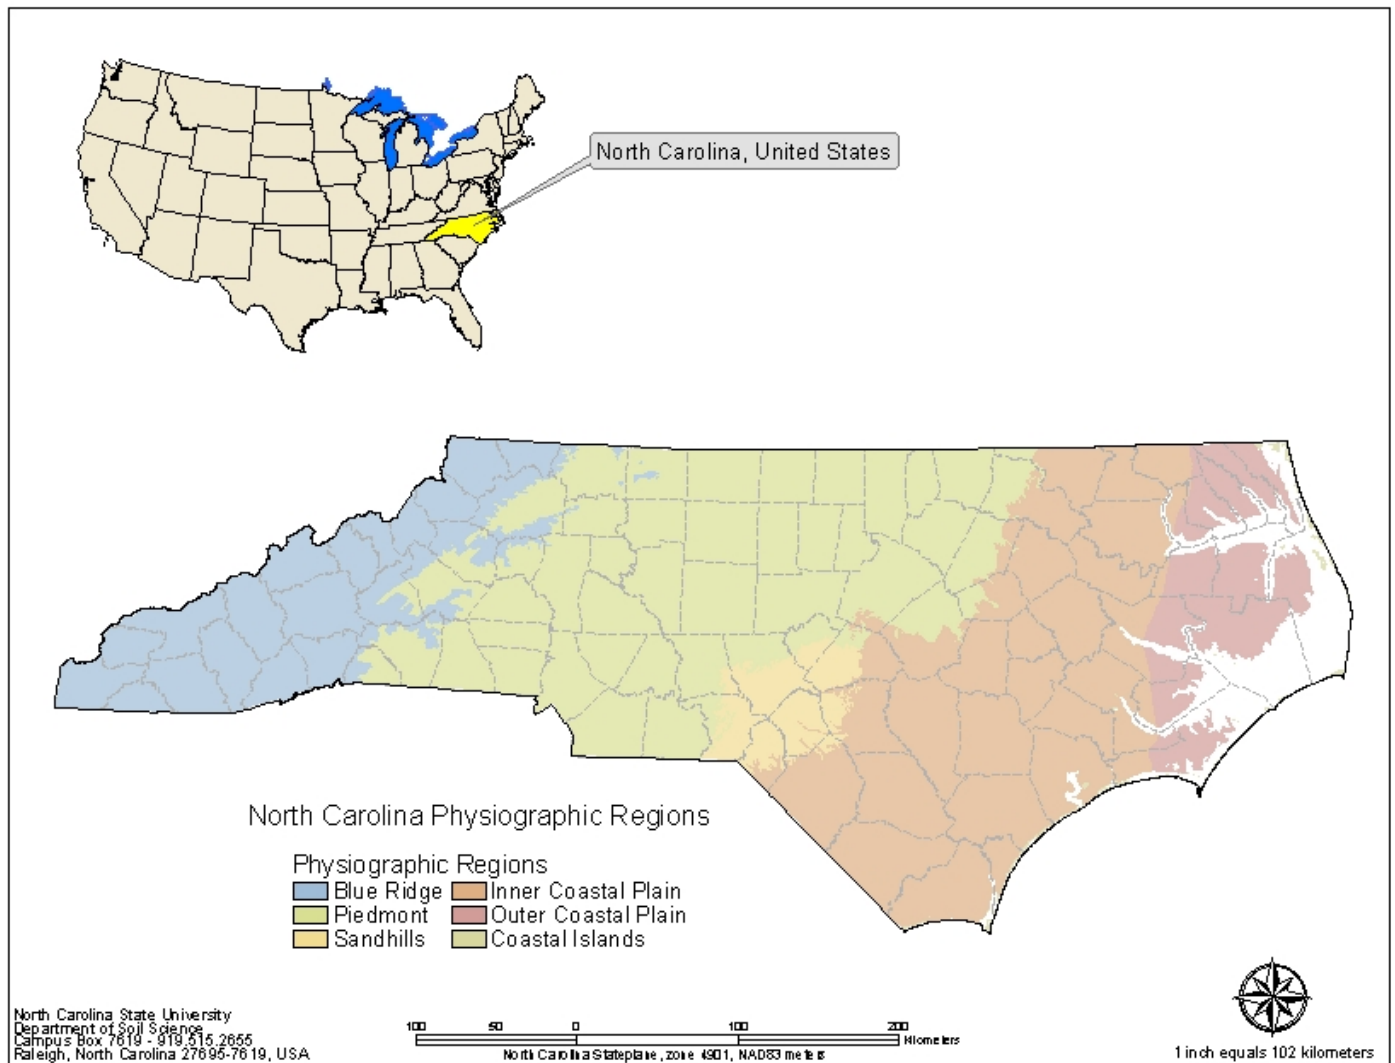 North Carolina, United States
North Carolina Physiographic Regions
Physiographic Regions
Blue Ridge Inner Coastal Plain
Piedmont Outer Coastal Plain
Sandhills Coastal Islands
North Carolina State University
Department of Soil Science
Campus Box 7619 - 919.515.2655
Raleigh, North Carolina 27695-7619, USA
100 50 0 100 200
Kilometers
North Carolina Stateplane, zone 4901, NAD83 meters
1 inch equals 102 kilometers